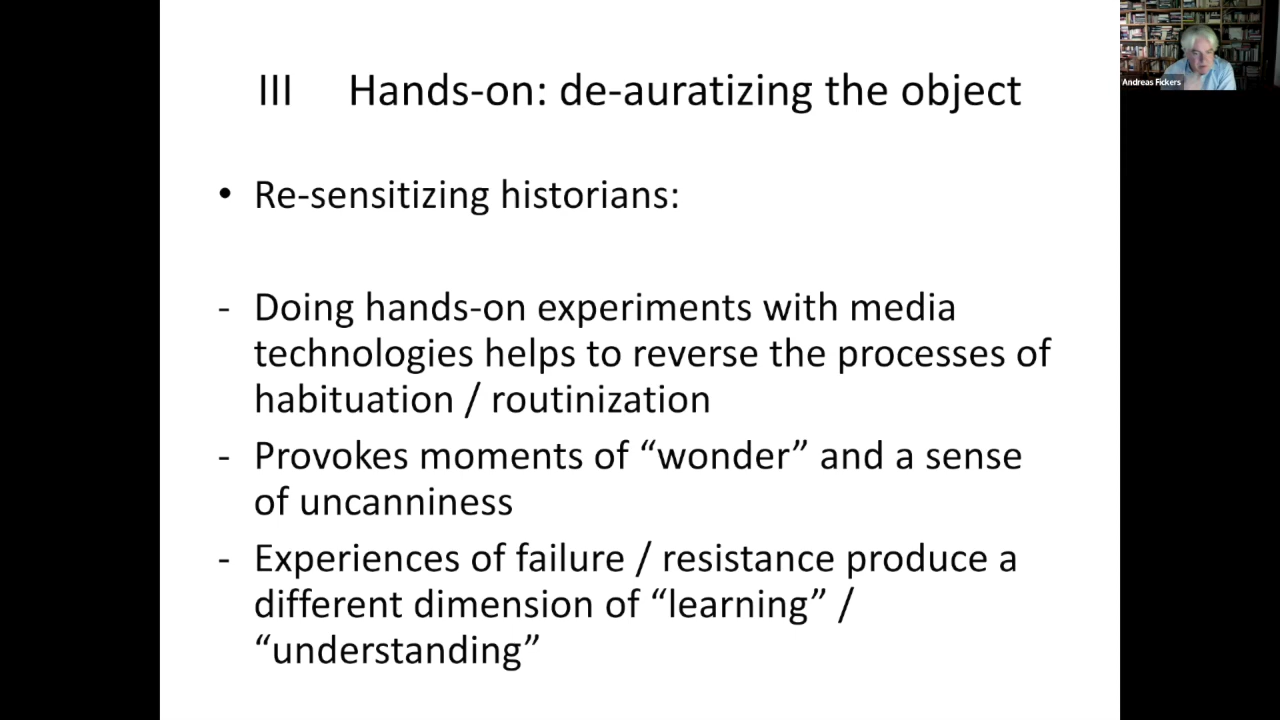 III Hands-on: de-auratizing the object
• Re-sensitizing historians:
- Doing hands-on experiments with media
technologies helps to reverse the processes of
habituation / routinization
- Provokes moments of “wonder” and a sense
of uncanniness
- Experiences of failure / resistance produce a
different dimension of “learning” /
“understanding”
Andreas Fickers